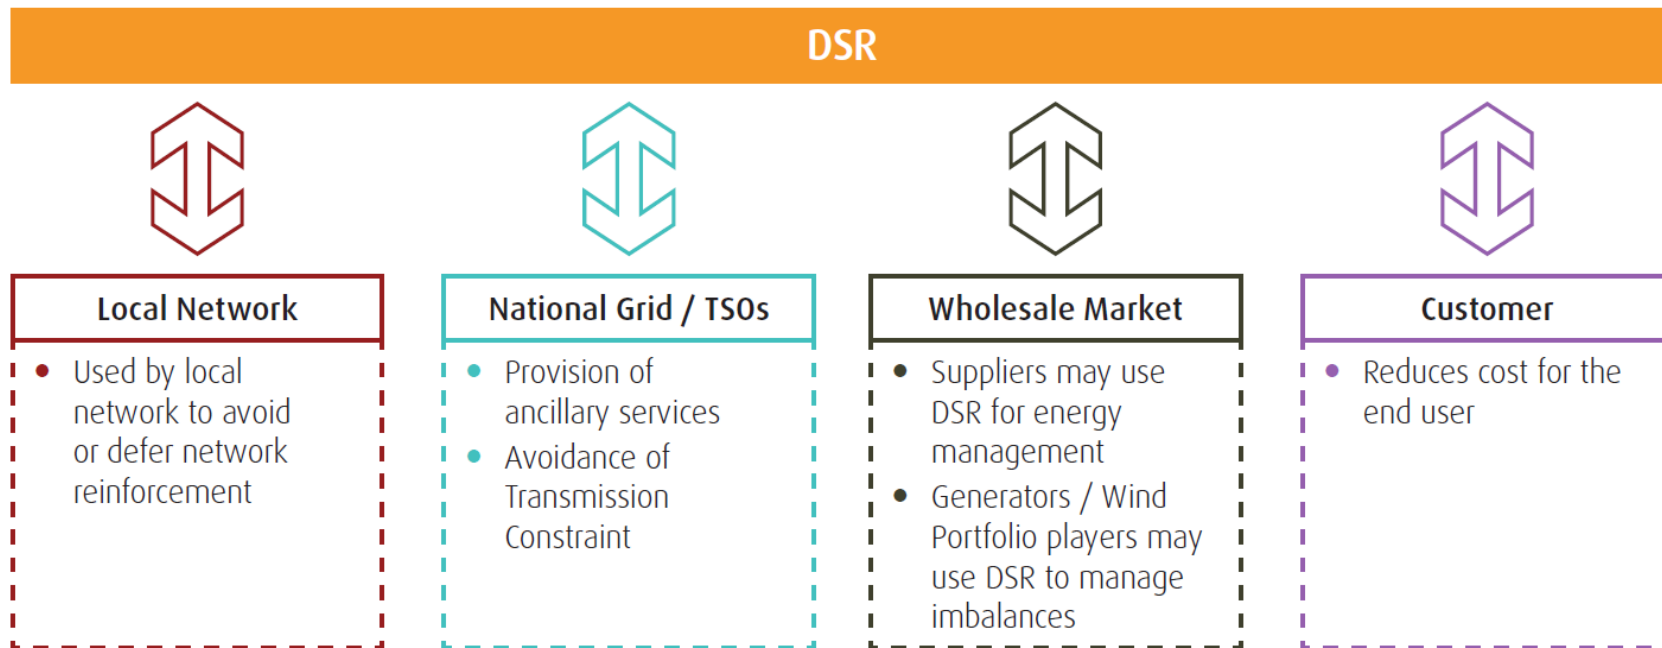 DSR
Local Network
Used by local
network to avoid
or defer network
reinforcement
National Grid / TSOs
Provision of
ancillary services
Avoidance of
Transmission
Constraint
Wholesale Market
Suppliers may use
DSR for energy
management
Generators / Wind
Portfolio players may
use DSR to manage
imbalances
Customer
Reduces cost for the
end user